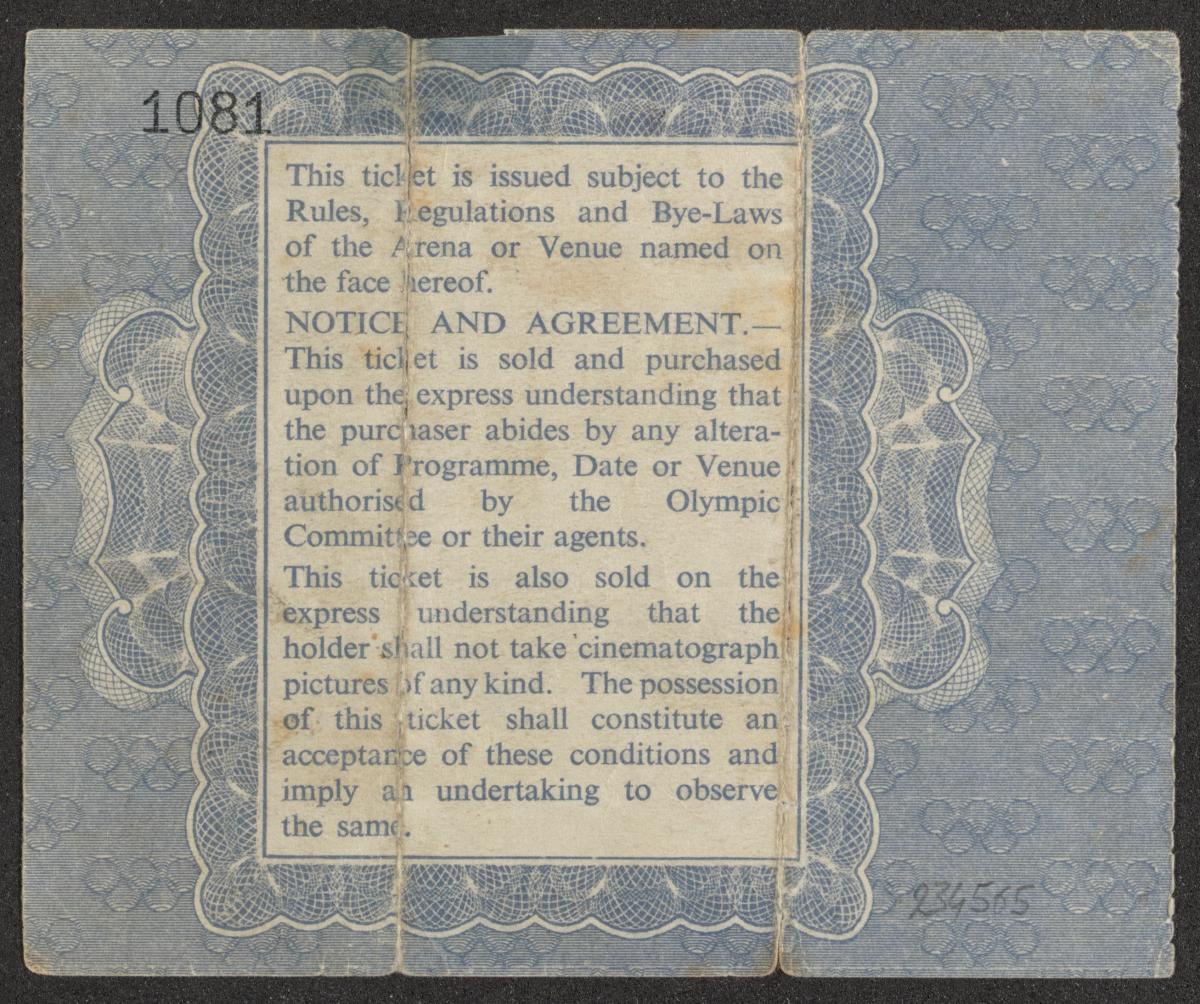 1081
This ticket is issued subject to the
Rules, Regulations and Bye-Laws
of the Arena or Venue named on
the face hereof.
NOTICE AND AGREEMENT.—
This ticket is sold and purchased
upon the express understanding that
the purchaser abides by any altera-
tion of Programme, Date or Venue
authorised by the Olympic
Committee or their agents.
This ticket is also sold on the
express understanding that the
holder shall not take cinematograph
pictures of any kind. The possession
of this ticket shall constitute an
acceptance of these conditions and
imply an undertaking to observe
the same.
234565